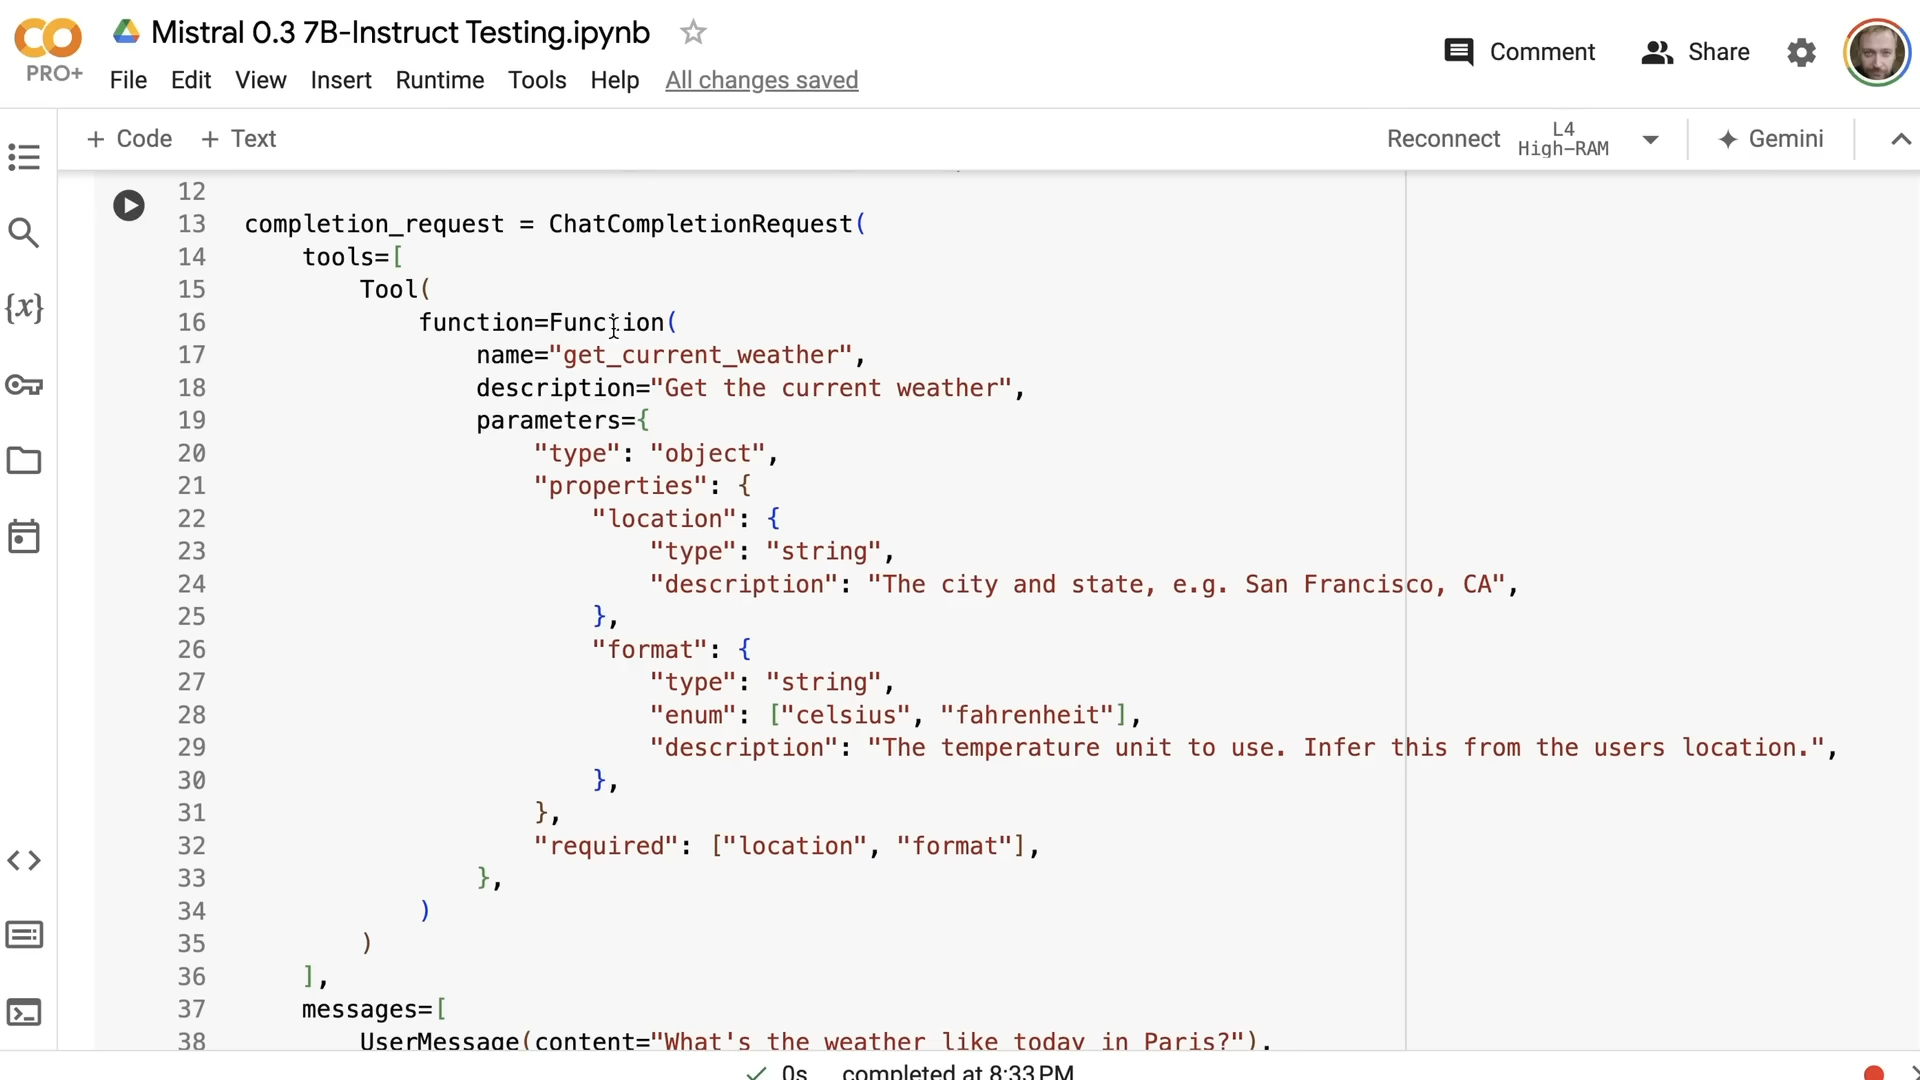 Mistral 0.3 7B-Instruct Testing.ipynb
PRO+
File Edit View Insert Runtime Tools Help All changes saved
Comment Share
+ Code + Text
Reconnect L4 High-RAM Gemini
12
13 completion_request = ChatCompletionRequest(
14     tools=[
15         Tool(
16             function=Function(
17                 name="get_current_weather",
18                 description="Get the current weather",
19                 parameters={
20                     "type": "object",
21                     "properties": {
22                         "location": {
23                             "type": "string",
24                             "description": "The city and state, e.g. San Francisco, CA",
25                         },
26                         "format": {
27                             "type": "string",
28                             "enum": ["celsius", "fahrenheit"],
29                             "description": "The temperature unit to use. Infer this from the users location.",
30                         },
31                     },
32                     "required": ["location", "format"],
33                 },
34             )
35         )
36     ],
37     messages=[
38         UserMessage(content="What's the weather like today in Paris?"),
{x}
0s completed at 8:33 PM